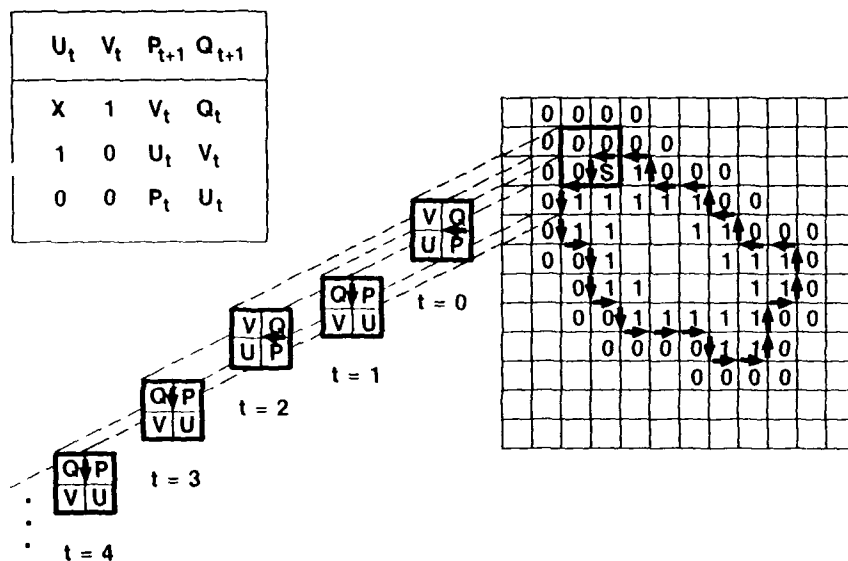 U_t V_t P_{t+1} Q_{t+1}
X 1 V_t Q_t
1 0 U_t V_t
0 0 P_t U_t
0 0 0 0
0 0 0 0 0
0 0 S 1 0 0 0
0 1 1 1 1 1 0 0
0 1 1 1 1 0 0 0
0 0 1 1 1 1 0
0 1 1 1 1 0
0 0 1 1 1 1 1 0 0
0 0 0 0 1 1 0
0 0 0 0
V Q
U P
t = 0
Q P
V U
t = 1
V Q
U P
t = 2
Q P
V U
t = 3
Q P
V U
t = 4